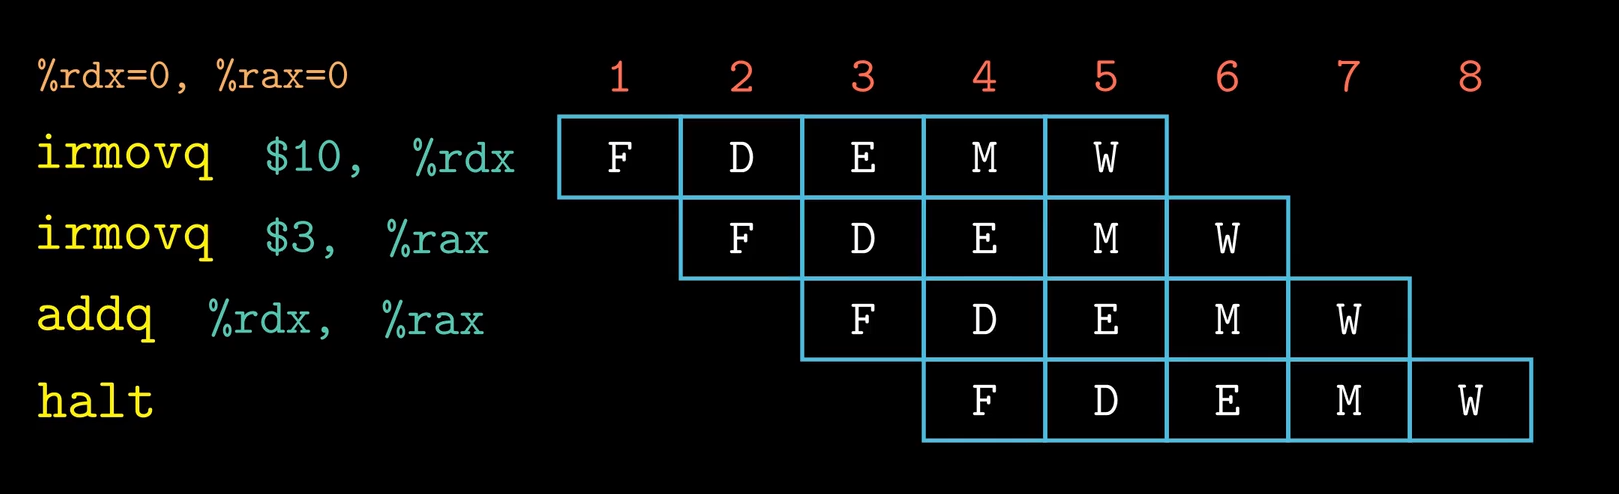 %rdx=0, %rax=0 1 2 3 4 5 6 7 8
irmovq $10, %rdx F D E M W
irmovq $3, %rax F D E M W
addq %rdx, %rax F D E M W
halt F D E M W